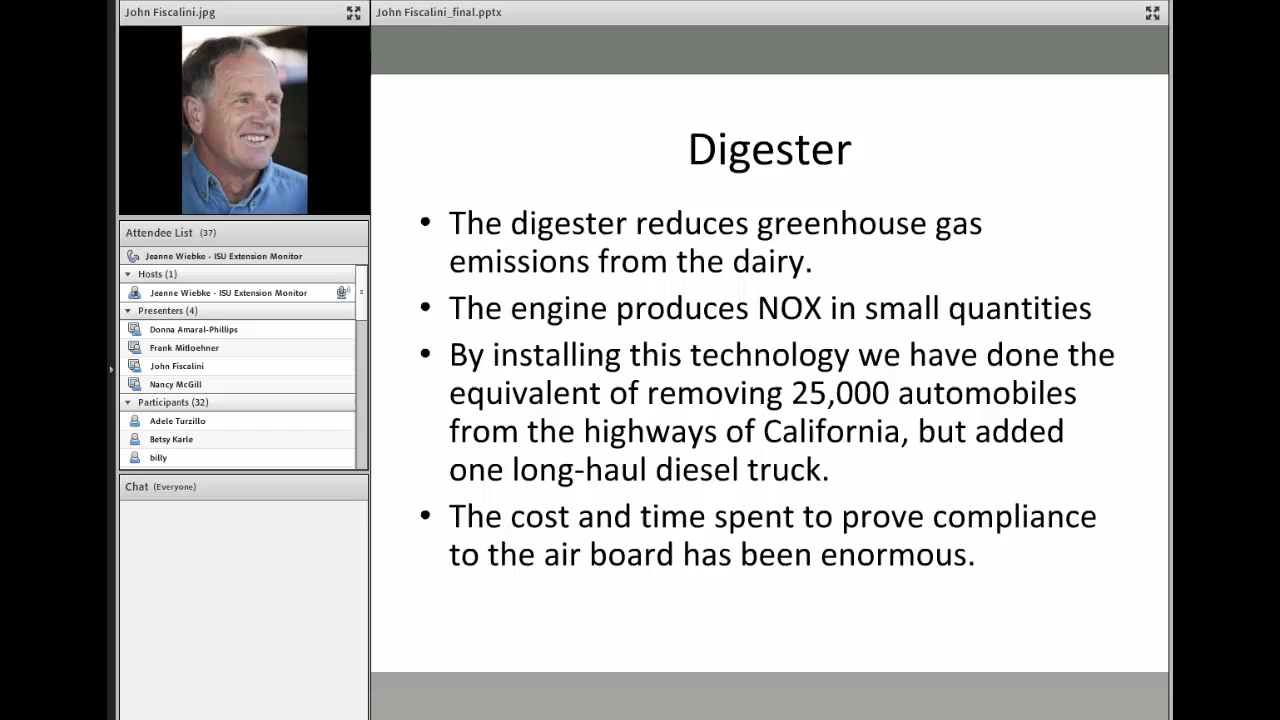 John Fiscalini.jpg
Attendee List (37)
Jeanne Wiebke - ISU Extension Monitor
Hosts (1)
Jeanne Wiebke - ISU Extension Monitor
Presenters (4)
Donna Amaral-Phillips
Frank Mitloehner
John Fiscalini
Nancy McGill
Participants (32)
Adele Turzillo
Betsy Karle
billy
Chat (Everyone)
John Fiscalini_final.pptx
Digester
• The digester reduces greenhouse gas
emissions from the dairy.
• The engine produces NOX in small quantities
• By installing this technology we have done the
equivalent of removing 25,000 automobiles
from the highways of California, but added
one long-haul diesel truck.
• The cost and time spent to prove compliance
to the air board has been enormous.